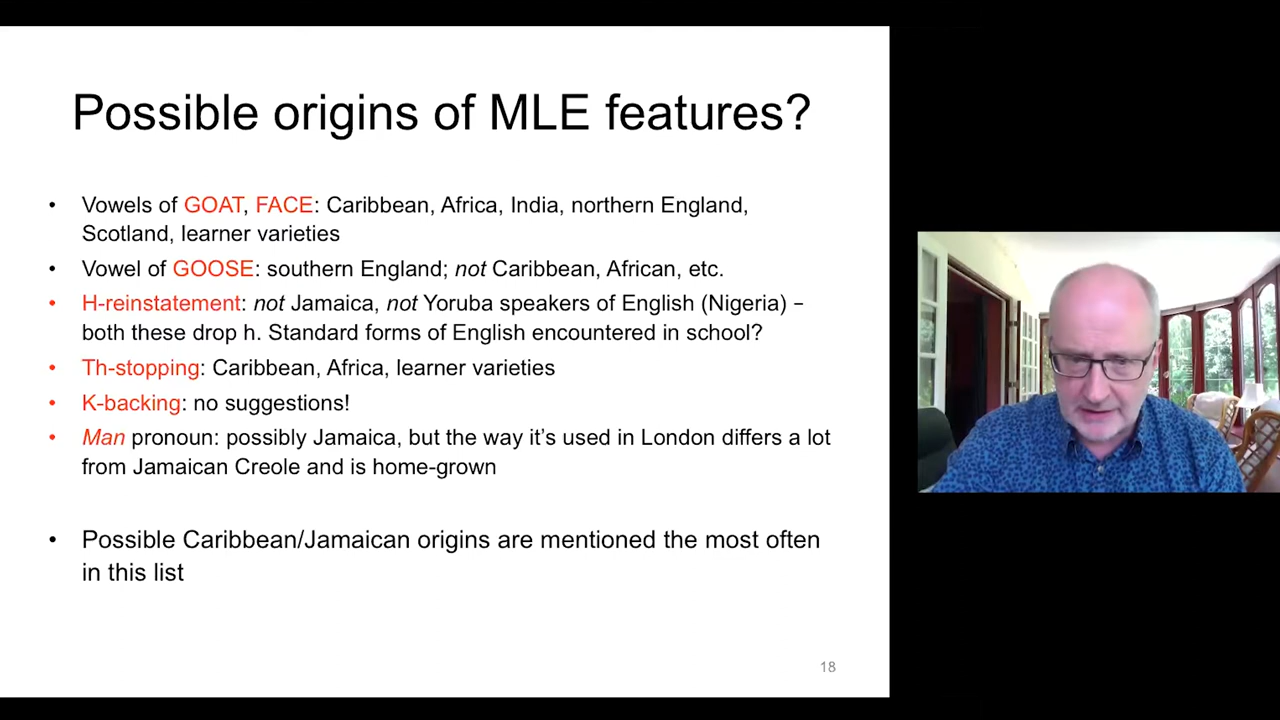 Possible origins of MLE features?
• Vowels of GOAT, FACE: Caribbean, Africa, India, northern England,
Scotland, learner varieties
• Vowel of GOOSE: southern England; not Caribbean, African, etc.
• H-reinstatement: not Jamaica, not Yoruba speakers of English (Nigeria) –
both these drop h. Standard forms of English encountered in school?
• Th-stopping: Caribbean, Africa, learner varieties
• K-backing: no suggestions!
• Man pronoun: possibly Jamaica, but the way it’s used in London differs a lot
from Jamaican Creole and is home-grown
• Possible Caribbean/Jamaican origins are mentioned the most often
in this list
18